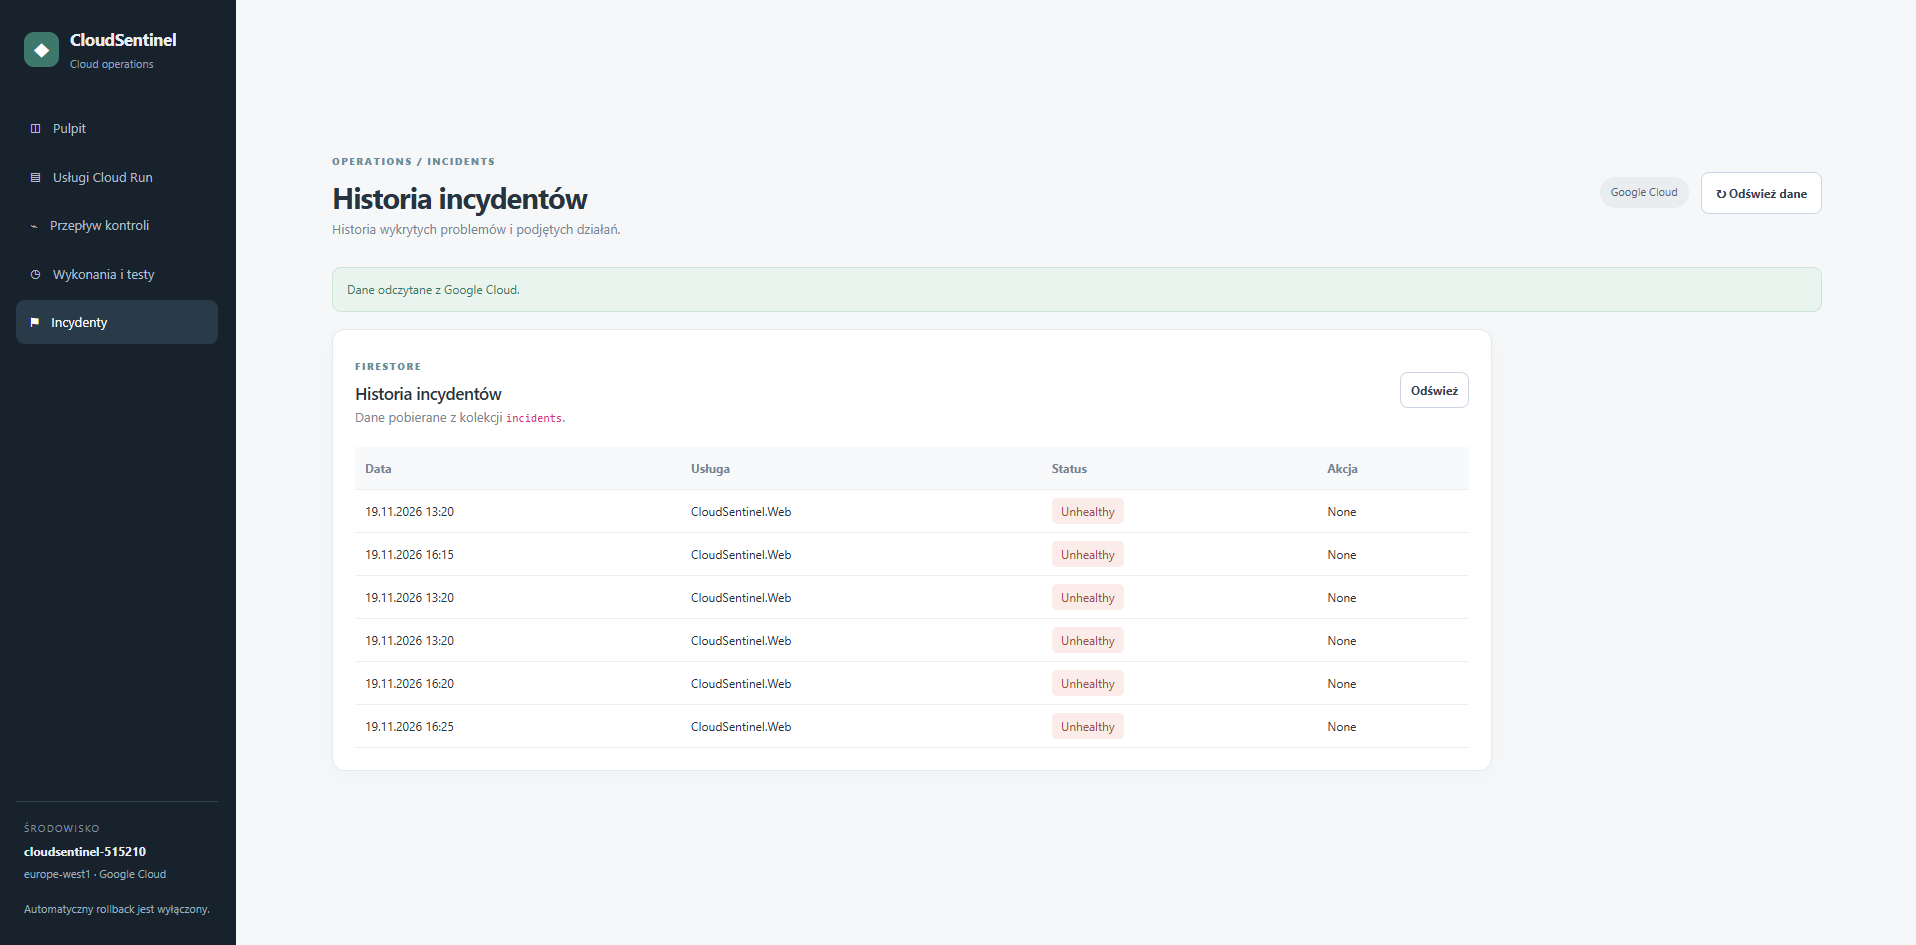 CloudSentinel
Cloud operations
Pulpit
Usługi Cloud Run
Przepływ kontroli
Wykonania i testy
Incydenty
ŚRODOWISKO
cloudsentinel-515210
europe-west1 · Google Cloud
Automatyczny rollback jest wyłączony.
OPERATIONS / INCIDENTS
Historia incydentów
Historia wykrytych problemów i podjętych działań.
Google Cloud
↻ Odśwież dane
Dane odczytane z Google Cloud.
FIRESTORE
Historia incydentów
Dane pobierane z kolekcji incidents.
Odśwież
Data Usługa Status Akcja
19.11.2026 13:20 CloudSentinel.Web Unhealthy None
19.11.2026 16:15 CloudSentinel.Web Unhealthy None
19.11.2026 13:20 CloudSentinel.Web Unhealthy None
19.11.2026 13:20 CloudSentinel.Web Unhealthy None
19.11.2026 16:20 CloudSentinel.Web Unhealthy None
19.11.2026 16:25 CloudSentinel.Web Unhealthy None